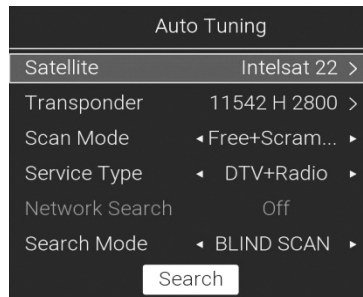 Auto Tuning
Satellite Intelsat 22 >
Transponder 11542 H 2800 >
Scan Mode ◂ Free+Scram... ▸
Service Type ◂ DTV+Radio ▸
Network Search Off
Search Mode ◂ BLIND SCAN ▸
Search